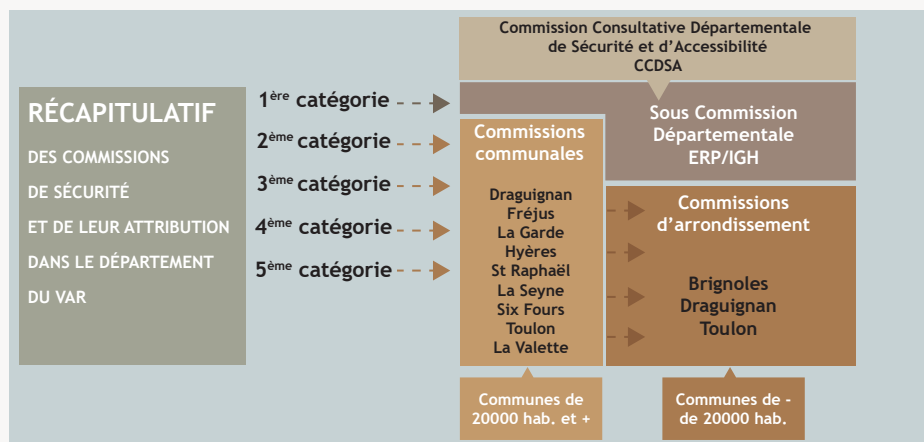 RÉCAPITULATIF
DES COMMISSIONS
DE SÉCURITÉ
ET DE LEUR ATTRIBUTION
DANS LE DÉPARTEMENT
DU VAR
1ère catégorie
2ème catégorie
3ème catégorie
4ème catégorie
5ème catégorie
Commission Consultative Départementale
de Sécurité et d’Accessibilité
CCDSA
Sous Commission
Départementale
ERP/IGH
Commissions
communales
Draguignan
Fréjus
La Garde
Hyères
St Raphaël
La Seyne
Six Fours
Toulon
La Valette
Commissions
d’arrondissement
Brignoles
Draguignan
Toulon
Communes de
20000 hab. et +
Communes de -
de 20000 hab.